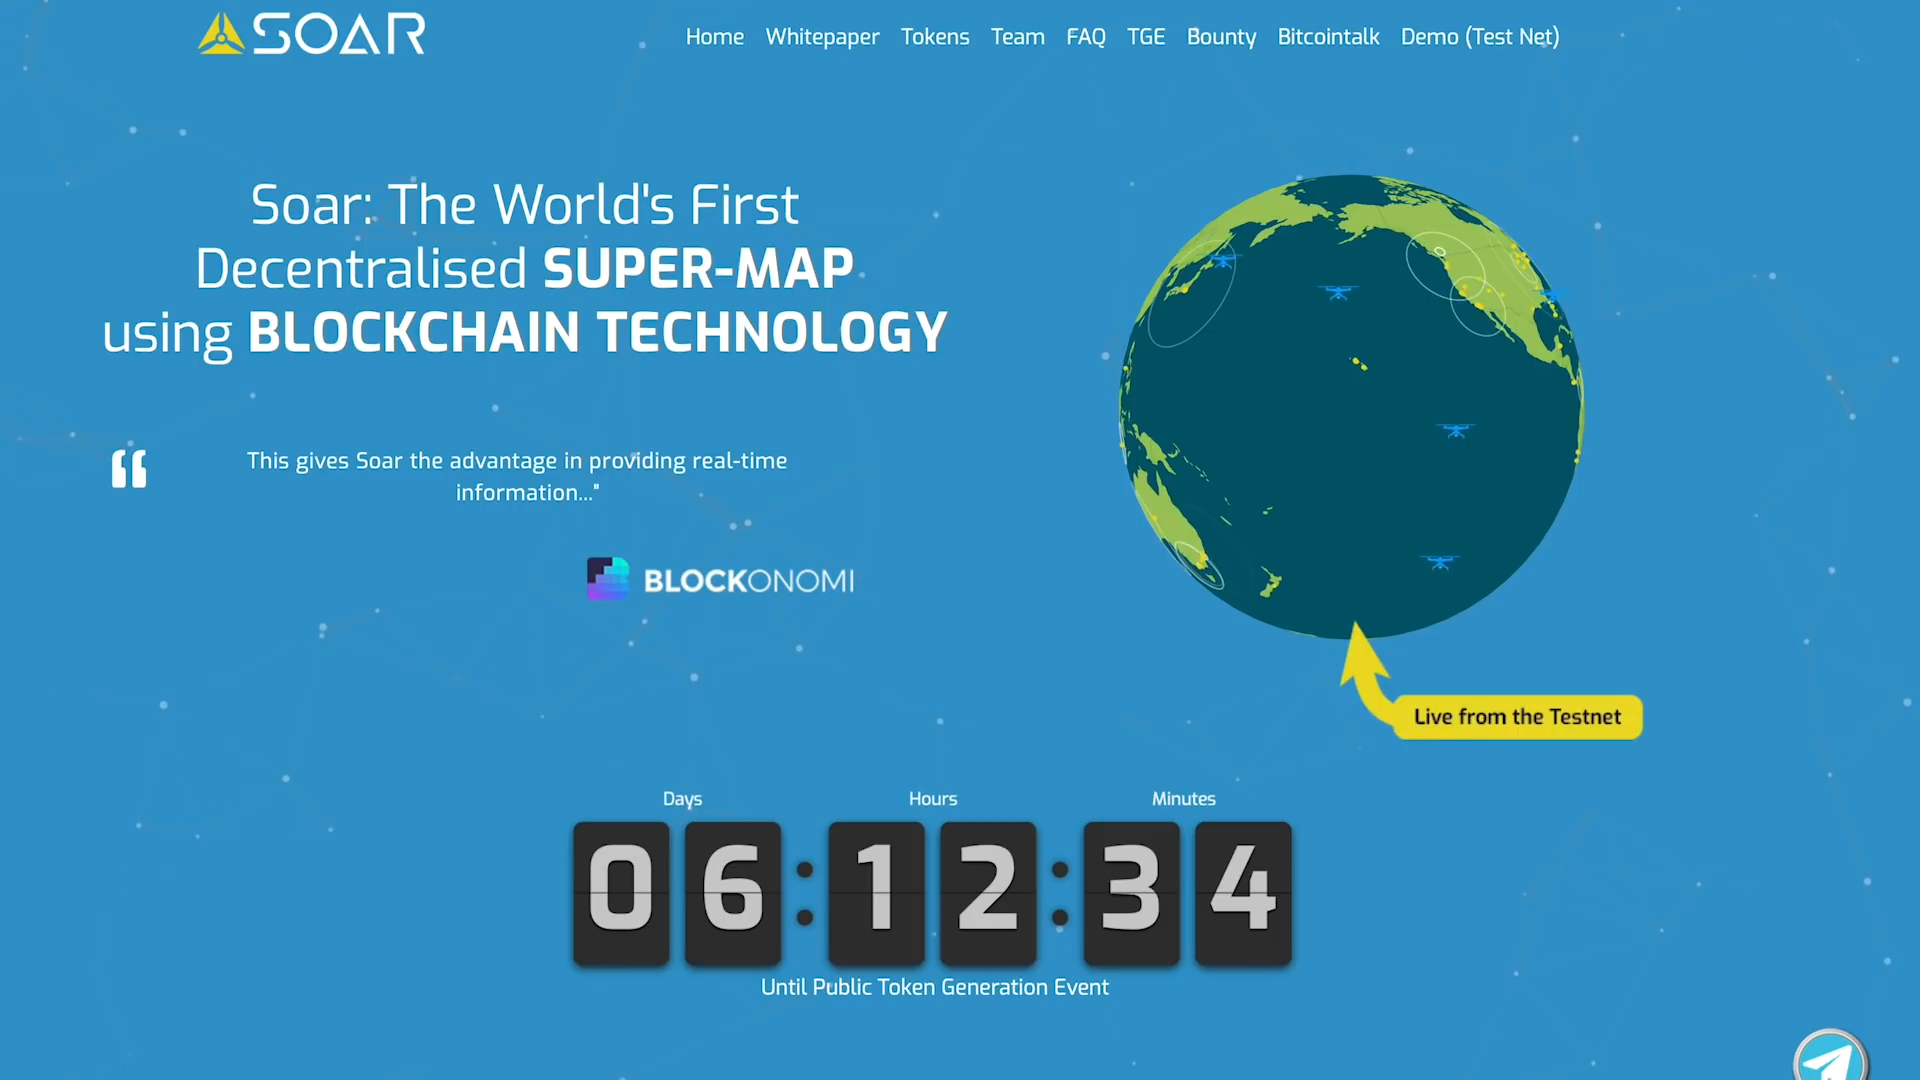 SOAR
Home Whitepaper Tokens Team FAQ TGE Bounty Bitcointalk Demo (Test Net)
Soar: The World's First
Decentralised SUPER-MAP
using BLOCKCHAIN TECHNOLOGY
" This gives Soar the advantage in providing real-time
information..."
BLOCKONOMI
Live from the Testnet
Days Hours Minutes
06:12:34
Until Public Token Generation Event